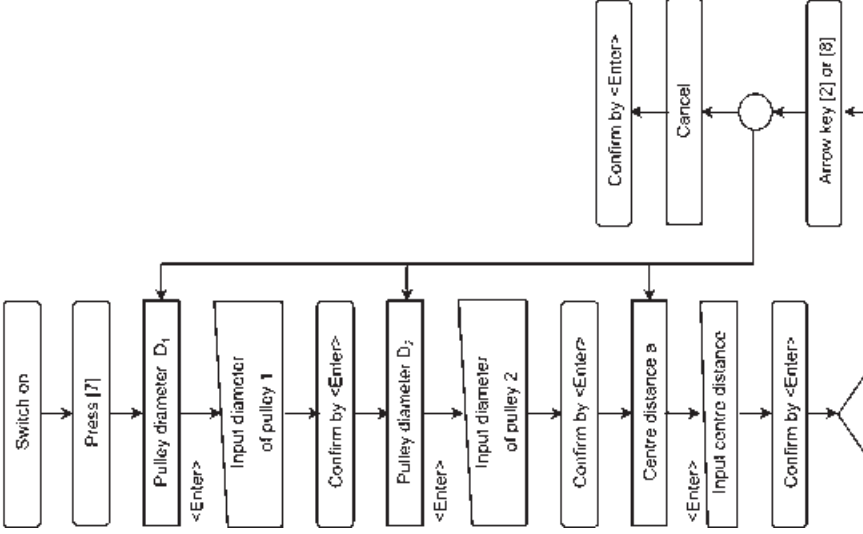 Switch on
Press [7]
Pulley diameter D₁
<Enter>
Input diameter
of pulley 1
Confirm by <Enter>
Pulley diameter D₂
<Enter>
Input diameter
of pulley 2
Confirm by <Enter>
Centre distance a
<Enter>
Input centre distance
Confirm by <Enter>
Confirm by <Enter>
Cancel
Arrow key [2] or [8]